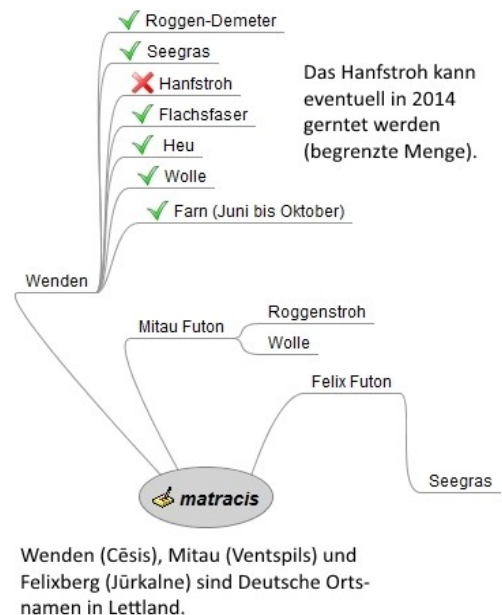 Roggen-Demeter
Seegras
Hanfstroh
Flachsfaser
Heu
Wolle
Farn (Juni bis Oktober)
Wenden
Das Hanfstroh kann
eventuell in 2014
gerntet werden
(begrenzte Menge).
Mitau Futon
Roggenstroh
Wolle
Felix Futon
Seegras
matracis
Wenden (Cēsis), Mitau (Ventspils) und
Felixberg (Jūrkalne) sind Deutsche Orts-
namen in Lettland.